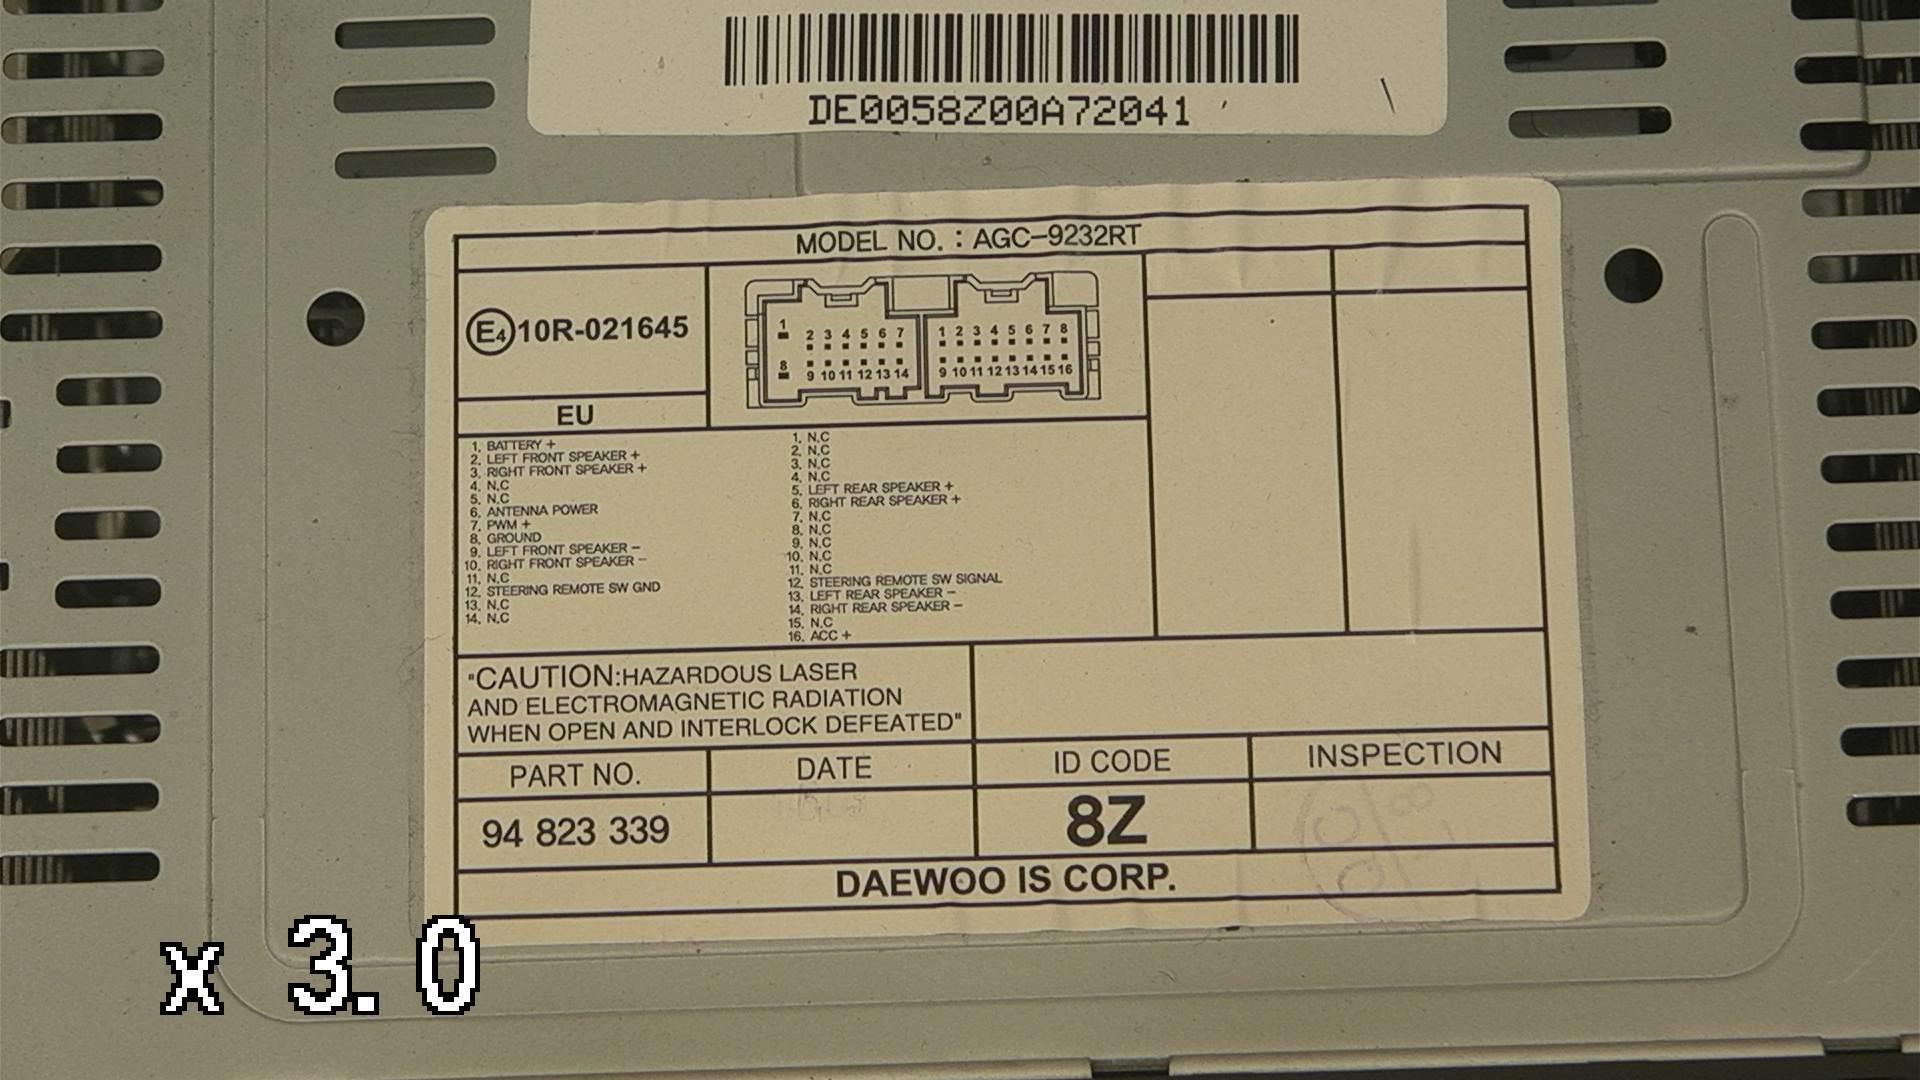 DE0058Z00A72041
MODEL NO. : AGC-9232RT
E4 10R-021645
EU
1 2 3 4 5 6 7
8 9 10 11 12 13 14
1 2 3 4 5 6 7 8
9 10 11 12 13 14 15 16
1. BATTERY +
2. LEFT FRONT SPEAKER +
3. RIGHT FRONT SPEAKER +
4. N.C
5. N.C
6. ANTENNA POWER
7. PWM +
8. GROUND
9. LEFT FRONT SPEAKER -
10. RIGHT FRONT SPEAKER -
11. N.C
12. STEERING REMOTE SW GND
13. N.C
14. N.C
1. N.C
2. N.C
3. N.C
4. N.C
5. LEFT REAR SPEAKER +
6. RIGHT REAR SPEAKER +
7. N.C
8. N.C
9. N.C
10. N.C
11. N.C
12. STEERING REMOTE SW SIGNAL
13. LEFT REAR SPEAKER -
14. RIGHT REAR SPEAKER -
15. N.C
16. ACC +
"CAUTION:HAZARDOUS LASER
AND ELECTROMAGNETIC RADIATION
WHEN OPEN AND INTERLOCK DEFEATED"
PART NO. DATE ID CODE INSPECTION
94 823 339 8Z
DAEWOO IS CORP.
x 3.0